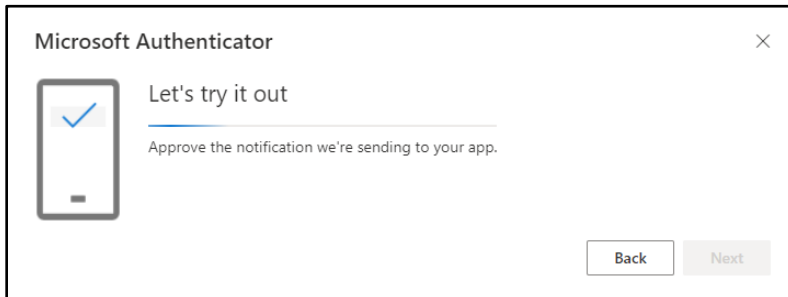 Microsoft Authenticator
Let's try it out
Approve the notification we're sending to your app.
Back
Next